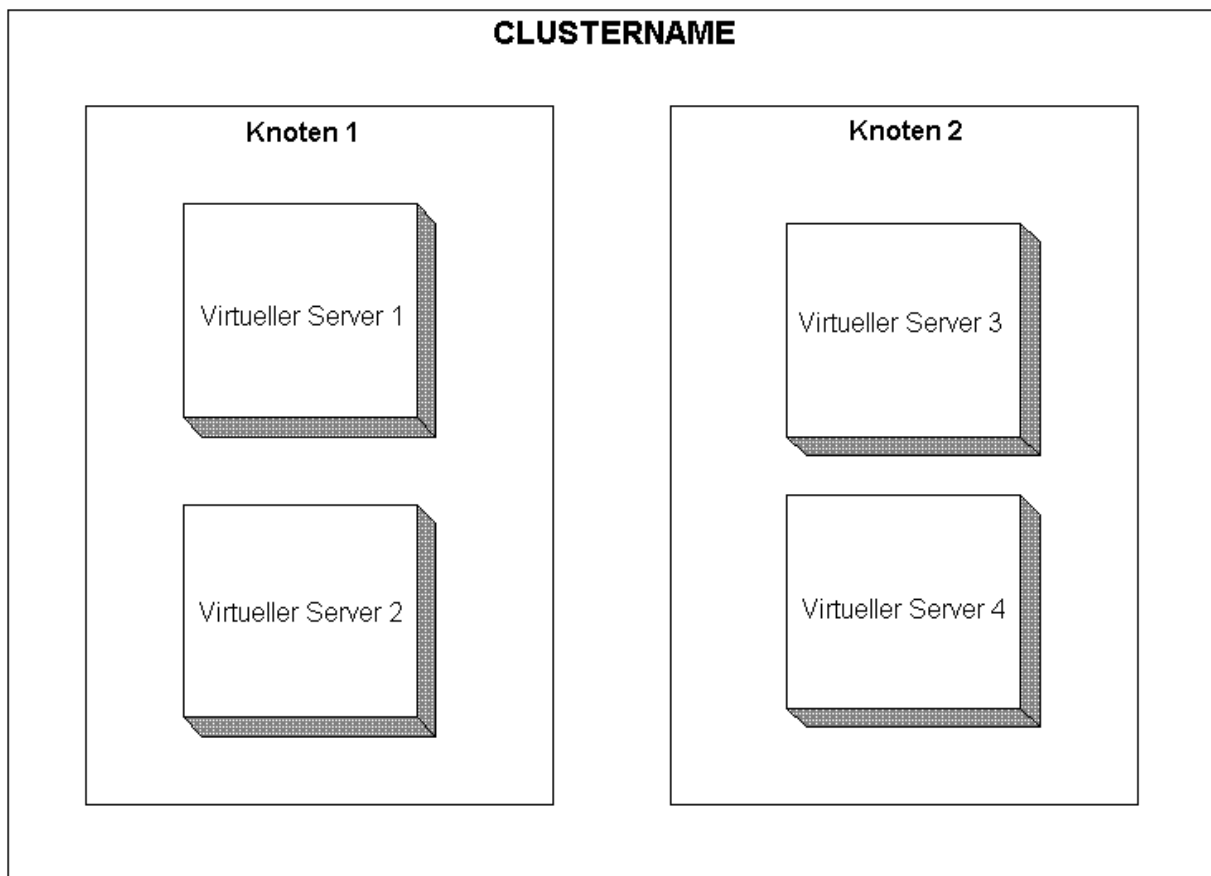 CLUSTERNAME
Knoten 1
Virtueller Server 1
Virtueller Server 2
Knoten 2
Virtueller Server 3
Virtueller Server 4